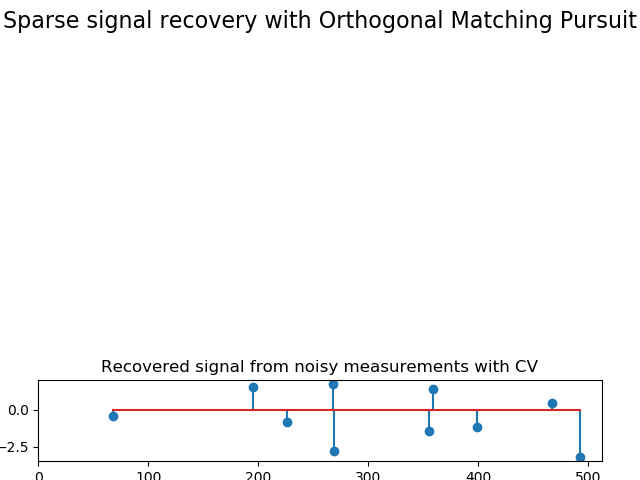 Sparse signal recovery with Orthogonal Matching Pursuit
Recovered signal from noisy measurements with CV
0.0
−2.5
0 100 200 300 400 500